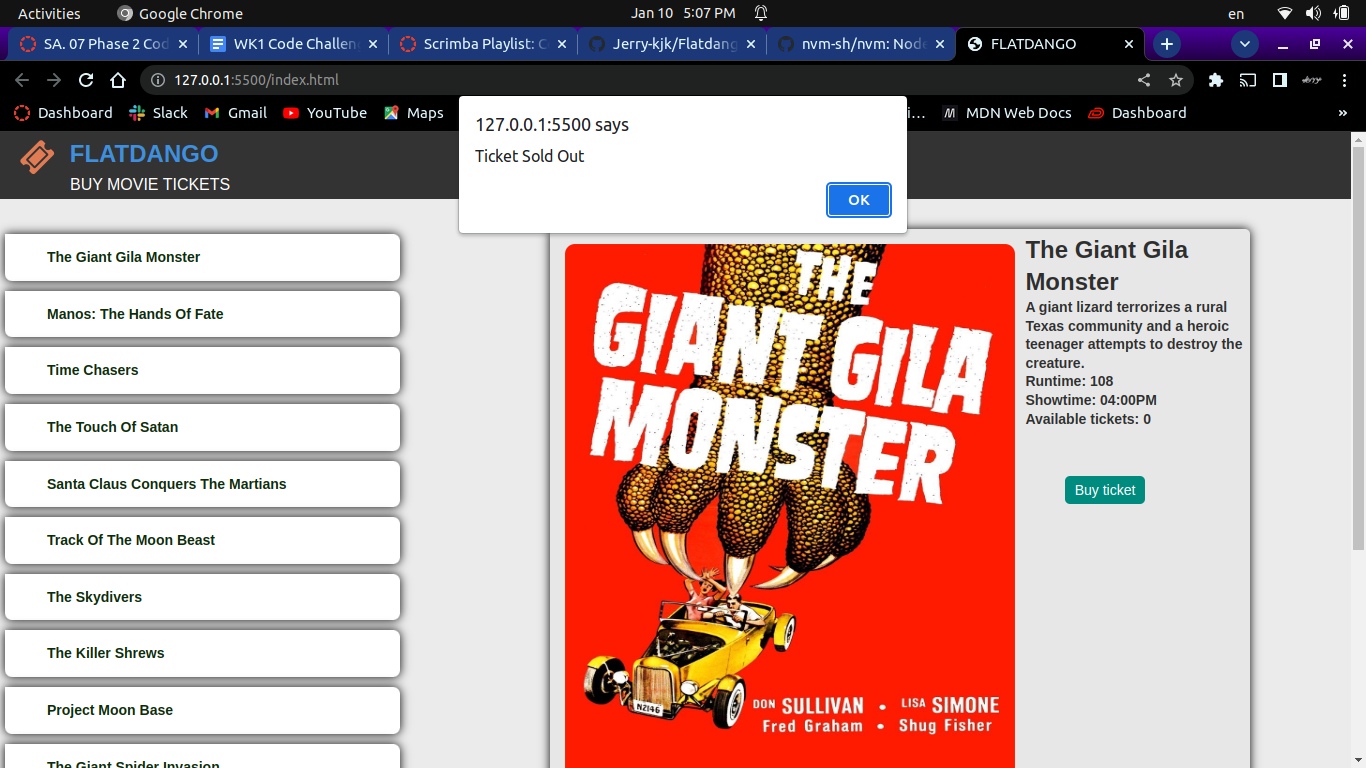 Activities Google Chrome Jan 10 5:07 PM en
SA. 07 Phase 2 Cod WK1 Code Challen Scrimba Playlist: C Jerry-kjk/Flatdang nvm-sh/nvm: Node FLATDANGO
127.0.0.1:5500/index.html
Dashboard Slack Gmail YouTube Maps i… MDN Web Docs Dashboard »
127.0.0.1:5500 says
Ticket Sold Out
OK
FLATDANGO
BUY MOVIE TICKETS
The Giant Gila Monster
Manos: The Hands Of Fate
Time Chasers
The Touch Of Satan
Santa Claus Conquers The Martians
Track Of The Moon Beast
The Skydivers
The Killer Shrews
Project Moon Base
The Giant Spider Invasion
THE
GIANT GILA
MONSTER
N2146
DON SULLIVAN • LISA SIMONE
Fred Graham • Shug Fisher
The Giant Gila
Monster
A giant lizard terrorizes a rural
Texas community and a heroic
teenager attempts to destroy the
creature.
Runtime: 108
Showtime: 04:00PM
Available tickets: 0
Buy ticket